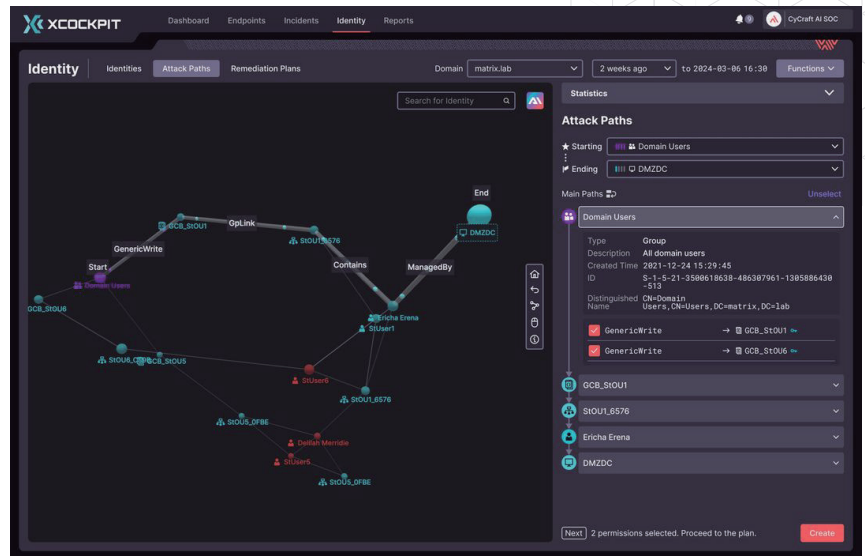 XCOCKPIT
Dashboard Endpoints Incidents Identity Reports
CyCraft AI SOC
Identity
Identities Attack Paths Remediation Plans
Domain matrix.lab
2 weeks ago to 2024-03-06 16:30 Functions
Search for Identity
End
DMZDC
GpLink
GCB_StOU1
StOU1_6576
GenericWrite
Contains
ManagedBy
Start
Domain Users
GCB_StOU6
Ericha Erena
StUser1
GCB_StOU5
StUser6
StOU1_6576
StOU5_0FBE
Delilah Merridie
StUser5
StOU5_0FBE
Statistics
Attack Paths
Starting Domain Users
Ending DMZDC
Main Paths Unselect
Domain Users
Type Group
Description All domain users
Created Time 2021-12-24 15:29:45
ID S-1-5-21-3500618638-486307961-1305886430
-513
Distinguished CN=Domain
Name Users,CN=Users,DC=matrix,DC=lab
GenericWrite → GCB_StOU1
GenericWrite → GCB_StOU6
GCB_StOU1
StOU1_6576
Ericha Erena
DMZDC
Next 2 permissions selected. Proceed to the plan. Create